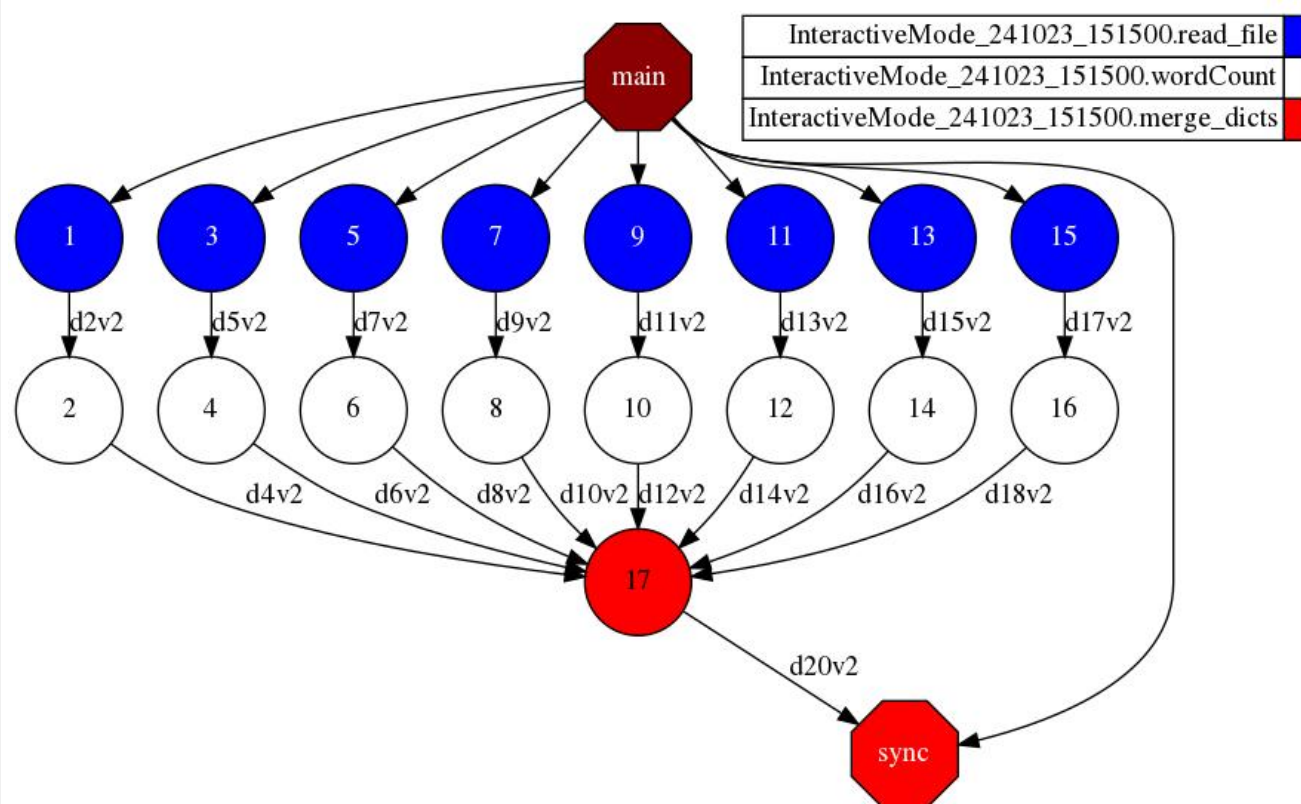 main
InteractiveMode_241023_151500.read_file
InteractiveMode_241023_151500.wordCount
InteractiveMode_241023_151500.merge_dicts
1 3 5 7 9 11 13 15
d2v2 d5v2 d7v2 d9v2 d11v2 d13v2 d15v2 d17v2
2 4 6 8 10 12 14 16
d4v2 d6v2 d8v2 d10v2 d12v2 d14v2 d16v2 d18v2
17
d20v2
sync